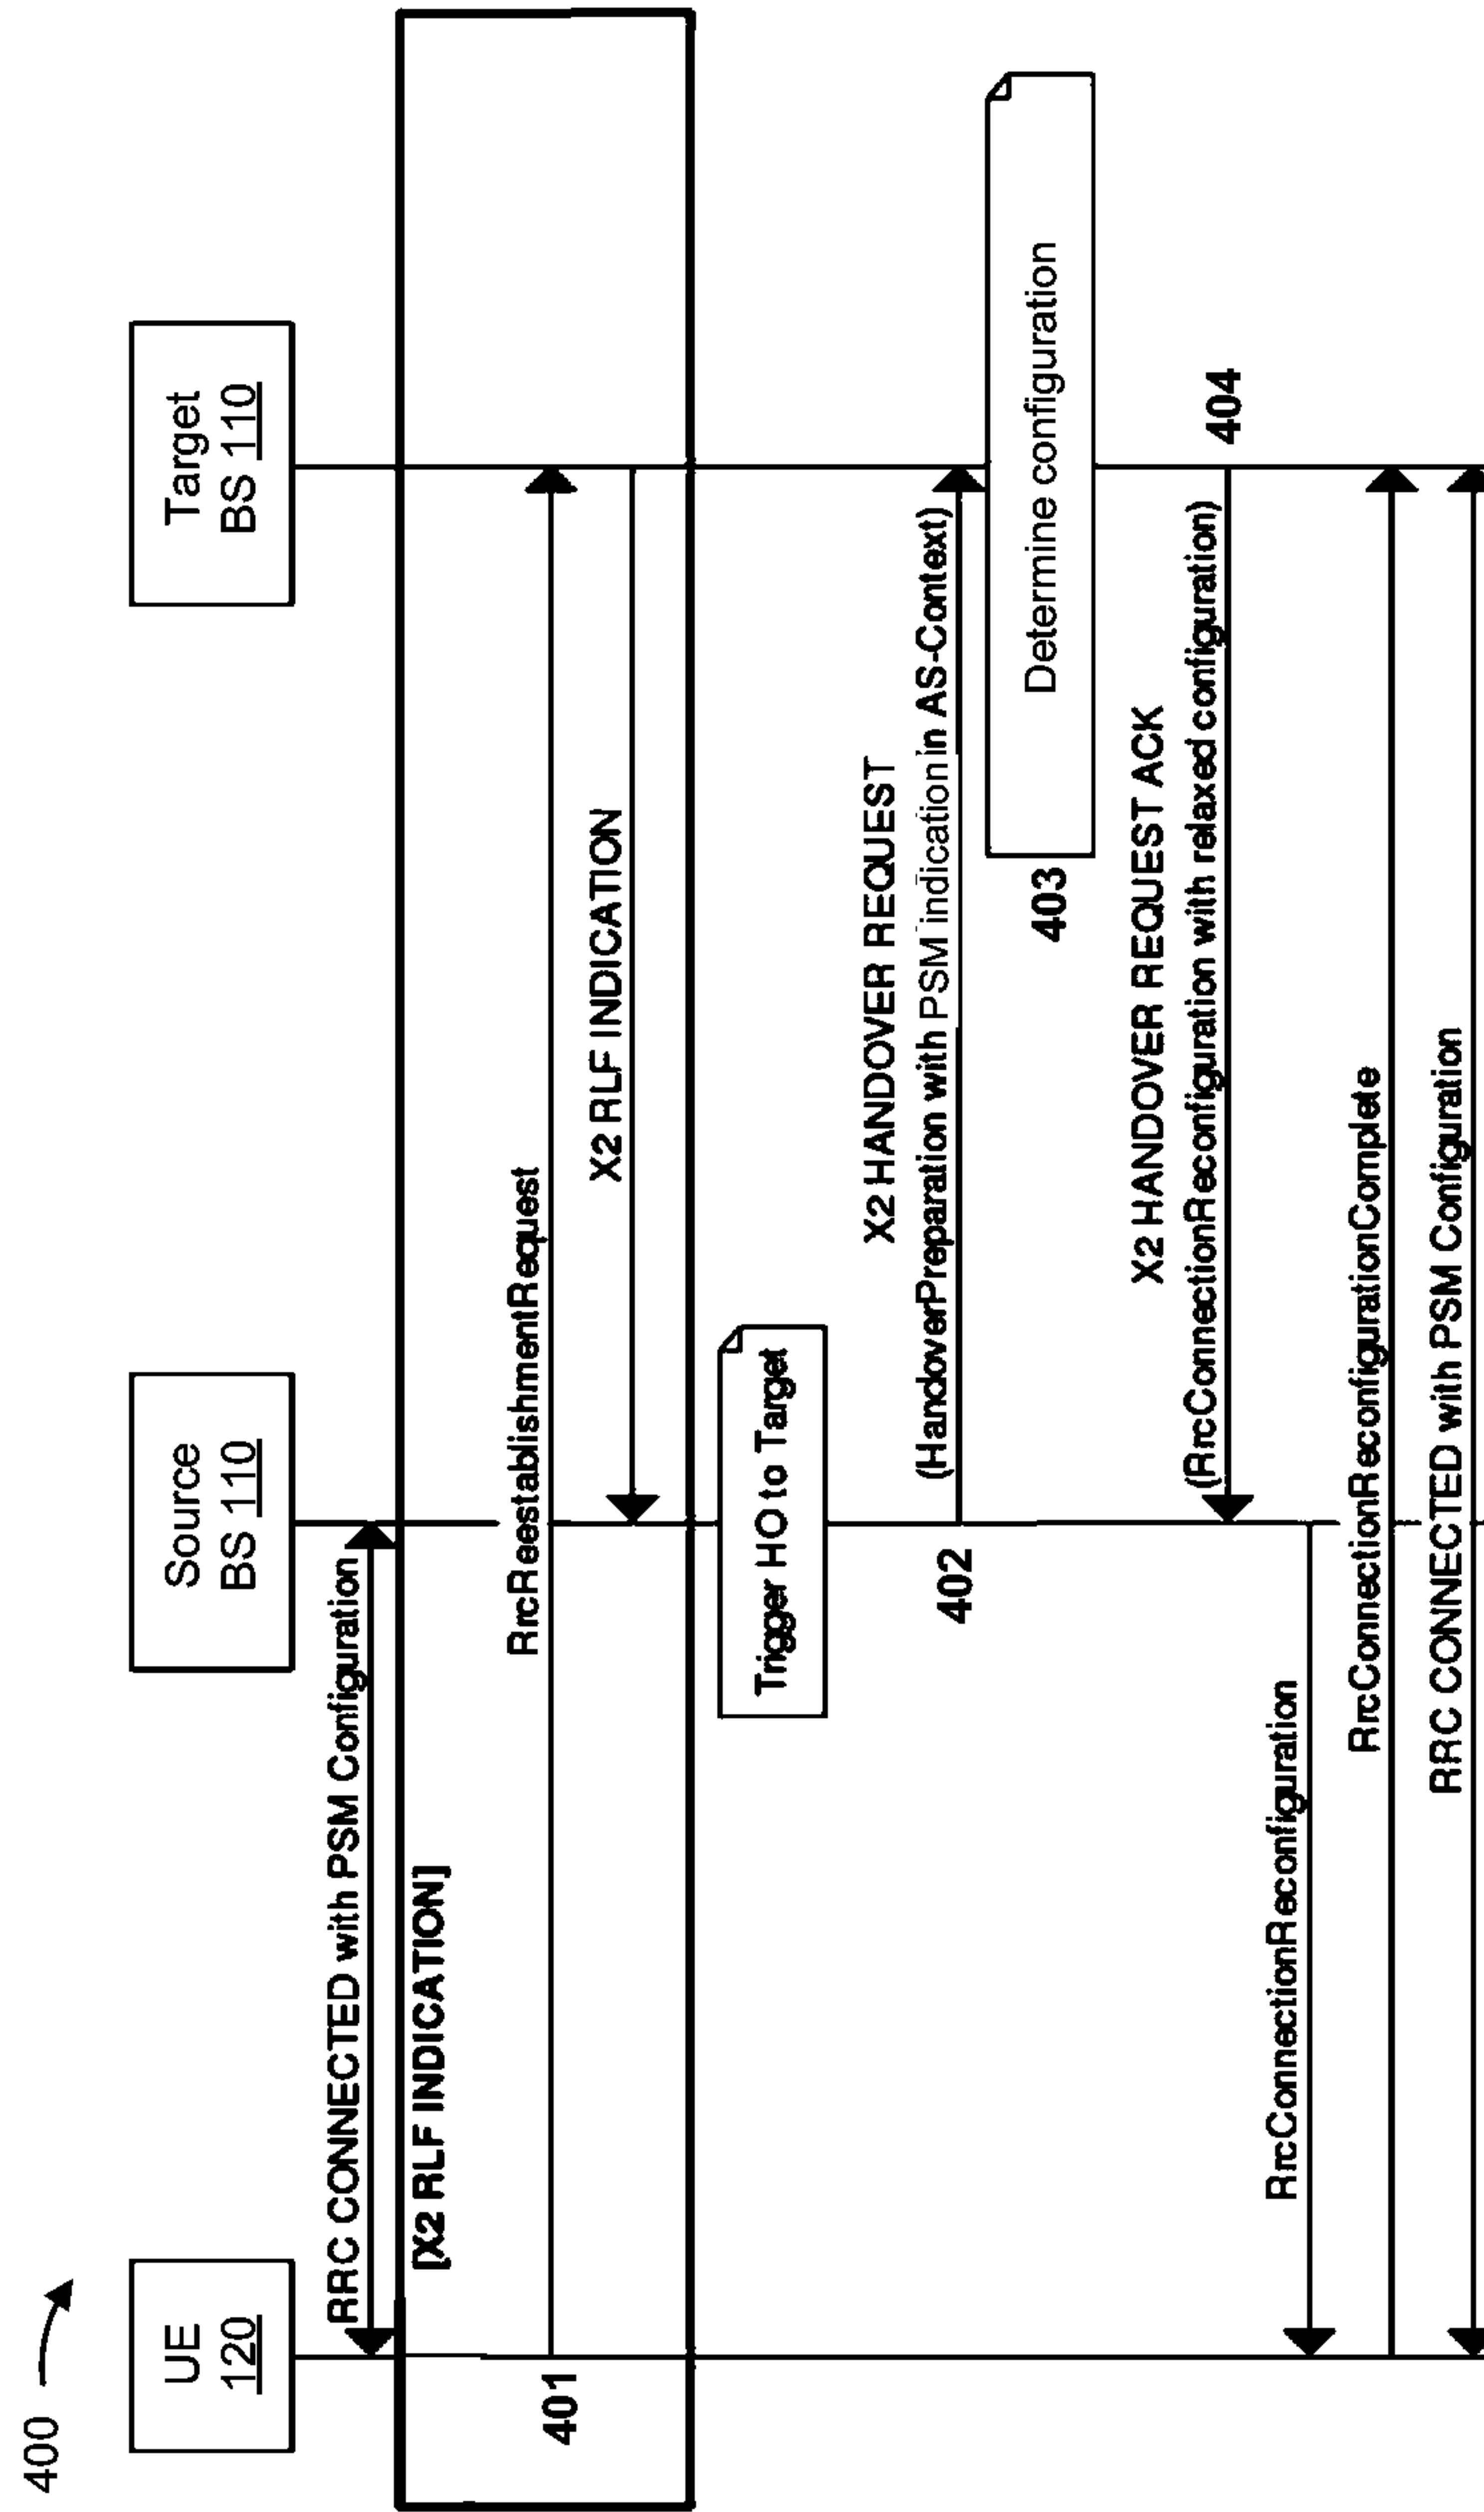 400
UE
120
Source
BS 110
Target
BS 110
RRC CONNECTED with PSM Configuration
[X2 RLF INDICATION]
401
RrcReestablishmentRequest
X2 RLF INDICATION
Trigger HO to Target
X2 HANDOVER REQUEST
(HandoverPreparation with PSM indication in AS-Context)
402
Determine configuration
403
X2 HANDOVER REQUEST ACK
(RrcConnectionReconfiguration with relaxed configuration)
404
RrcConnectionReconfiguration
RrcConnectionReconfigurationComplete
RRC CONNECTED with PSM Configuration